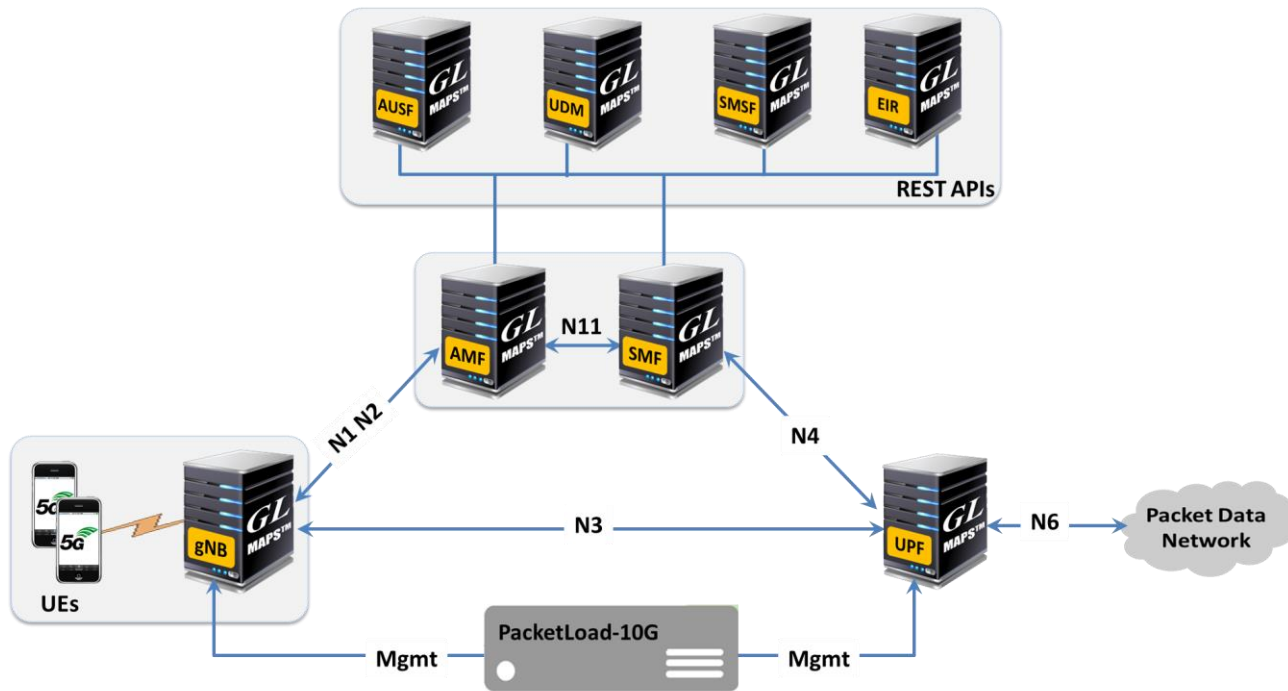 GL
MAPS™
AUSF
GL
MAPS™
UDM
GL
MAPS™
SMSF
GL
MAPS™
EIR
REST APIs
GL
MAPS™
AMF
N11
GL
MAPS™
SMF
N1 N2
N4
5G
5G
UEs
GL
MAPS™
gNB
N3
GL
MAPS™
UPF
N6
Packet Data
Network
PacketLoad-10G
Mgmt
Mgmt